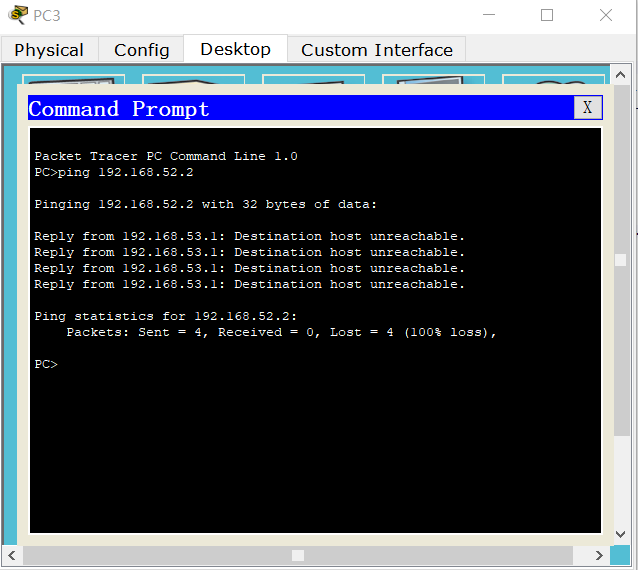 PC3
Physical Config Desktop Custom Interface
Command Prompt X
Packet Tracer PC Command Line 1.0
PC>ping 192.168.52.2
Pinging 192.168.52.2 with 32 bytes of data:
Reply from 192.168.53.1: Destination host unreachable.
Reply from 192.168.53.1: Destination host unreachable.
Reply from 192.168.53.1: Destination host unreachable.
Reply from 192.168.53.1: Destination host unreachable.
Ping statistics for 192.168.52.2:
    Packets: Sent = 4, Received = 0, Lost = 4 (100% loss),
PC>